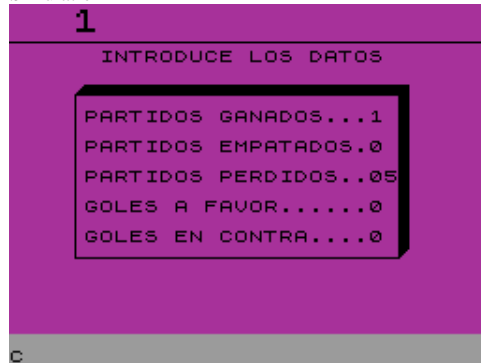 1
INTRODUCE LOS DATOS
PARTIDOS GANADOS...1
PARTIDOS EMPATADOS.0
PARTIDOS PERDIDOS..05
GOLES A FAVOR......0
GOLES EN CONTRA....0
C